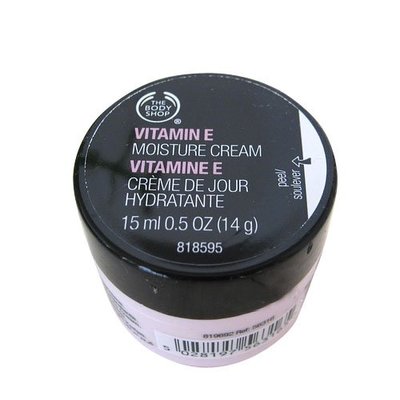 THE
BODY
SHOP
®
VITAMIN E
MOISTURE CREAM
VITAMINE E
CRÈME DE JOUR
HYDRATANTE
15 ml 0.5 OZ (14 g)
818595
peel/
soulever